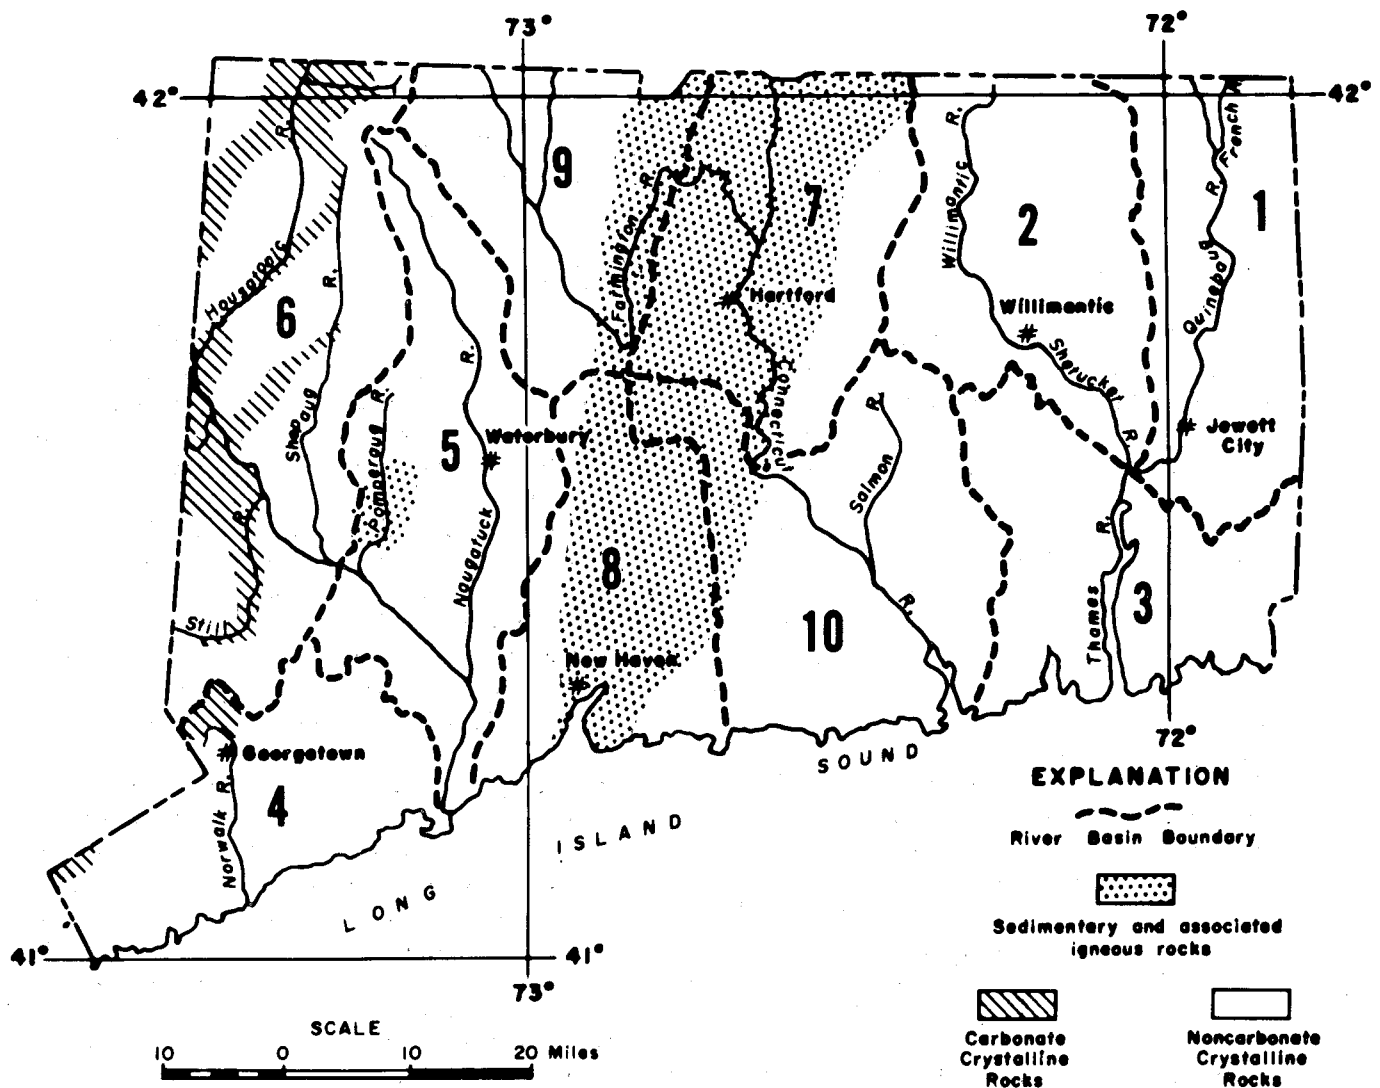 73°
72°
42°
42°
R.
R.
French R.
9
R.
Willimantic
2
R.
1
7
Farmington
Housatonic
R.
Quinebaug
6
Hartford
Willimantic
R.
Shetucket
Connecticut
Shepaug
R.
Pomperaug
5
Waterbury
R.
Salmon
R.
Jewett
City
R.
Naugatuck
R.
8
R.
Thames
3
Still
10
New Haven
72°
Georgetown
SOUND
EXPLANATION
R.
Norwalk
4
ISLAND
River Basin Boundary
LONG
Sedimentary and associated
igneous rocks
41°
41°
73°
SCALE
10 0 10 20 Miles
Carbonate
Crystalline
Rocks
Noncarbonate
Crystalline
Rocks